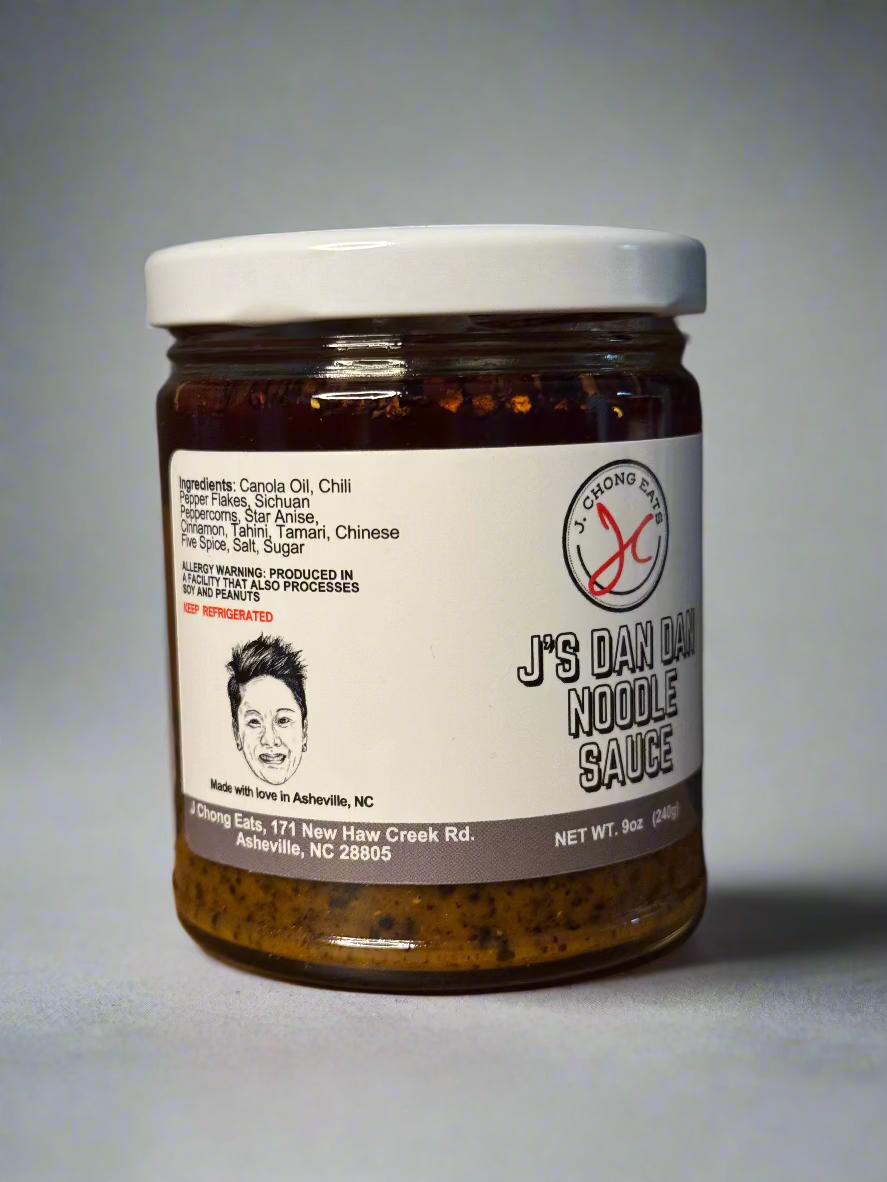 Ingredients: Canola Oil, Chili
Pepper Flakes, Sichuan
Peppercorns, Star Anise,
Cinnamon, Tahini, Tamari, Chinese
Five Spice, Salt, Sugar
ALLERGY WARNING: PRODUCED IN
A FACILITY THAT ALSO PROCESSES
SOY AND PEANUTS
KEEP REFRIGERATED
Made with love in Asheville, NC
J Chong Eats, 171 New Haw Creek Rd.
Asheville, NC 28805
J. CHONG EATS
JC
J'S DAN DAN
NOODLE
SAUCE
NET WT. 9oz (240g)